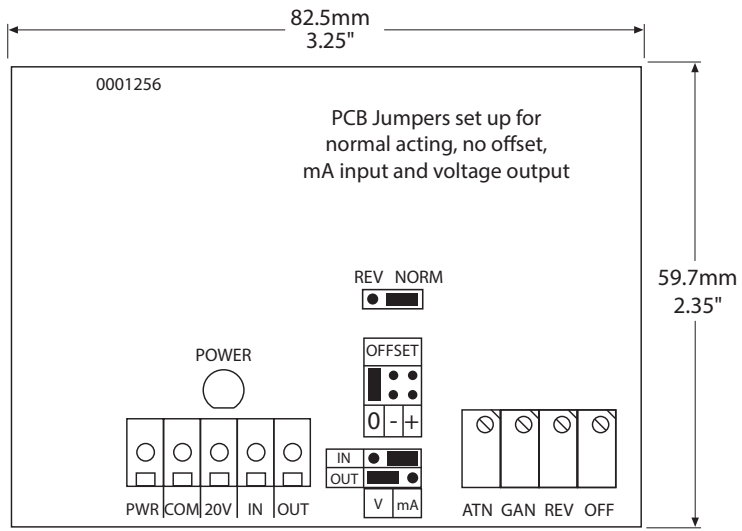 82.5mm
3.25"
0001256
PCB Jumpers set up for
normal acting, no offset,
mA input and voltage output
59.7mm
2.35"
REV NORM
OFFSET
0 - +
POWER
IN
OUT
V mA
PWR COM 20V IN OUT
ATN GAN REV OFF